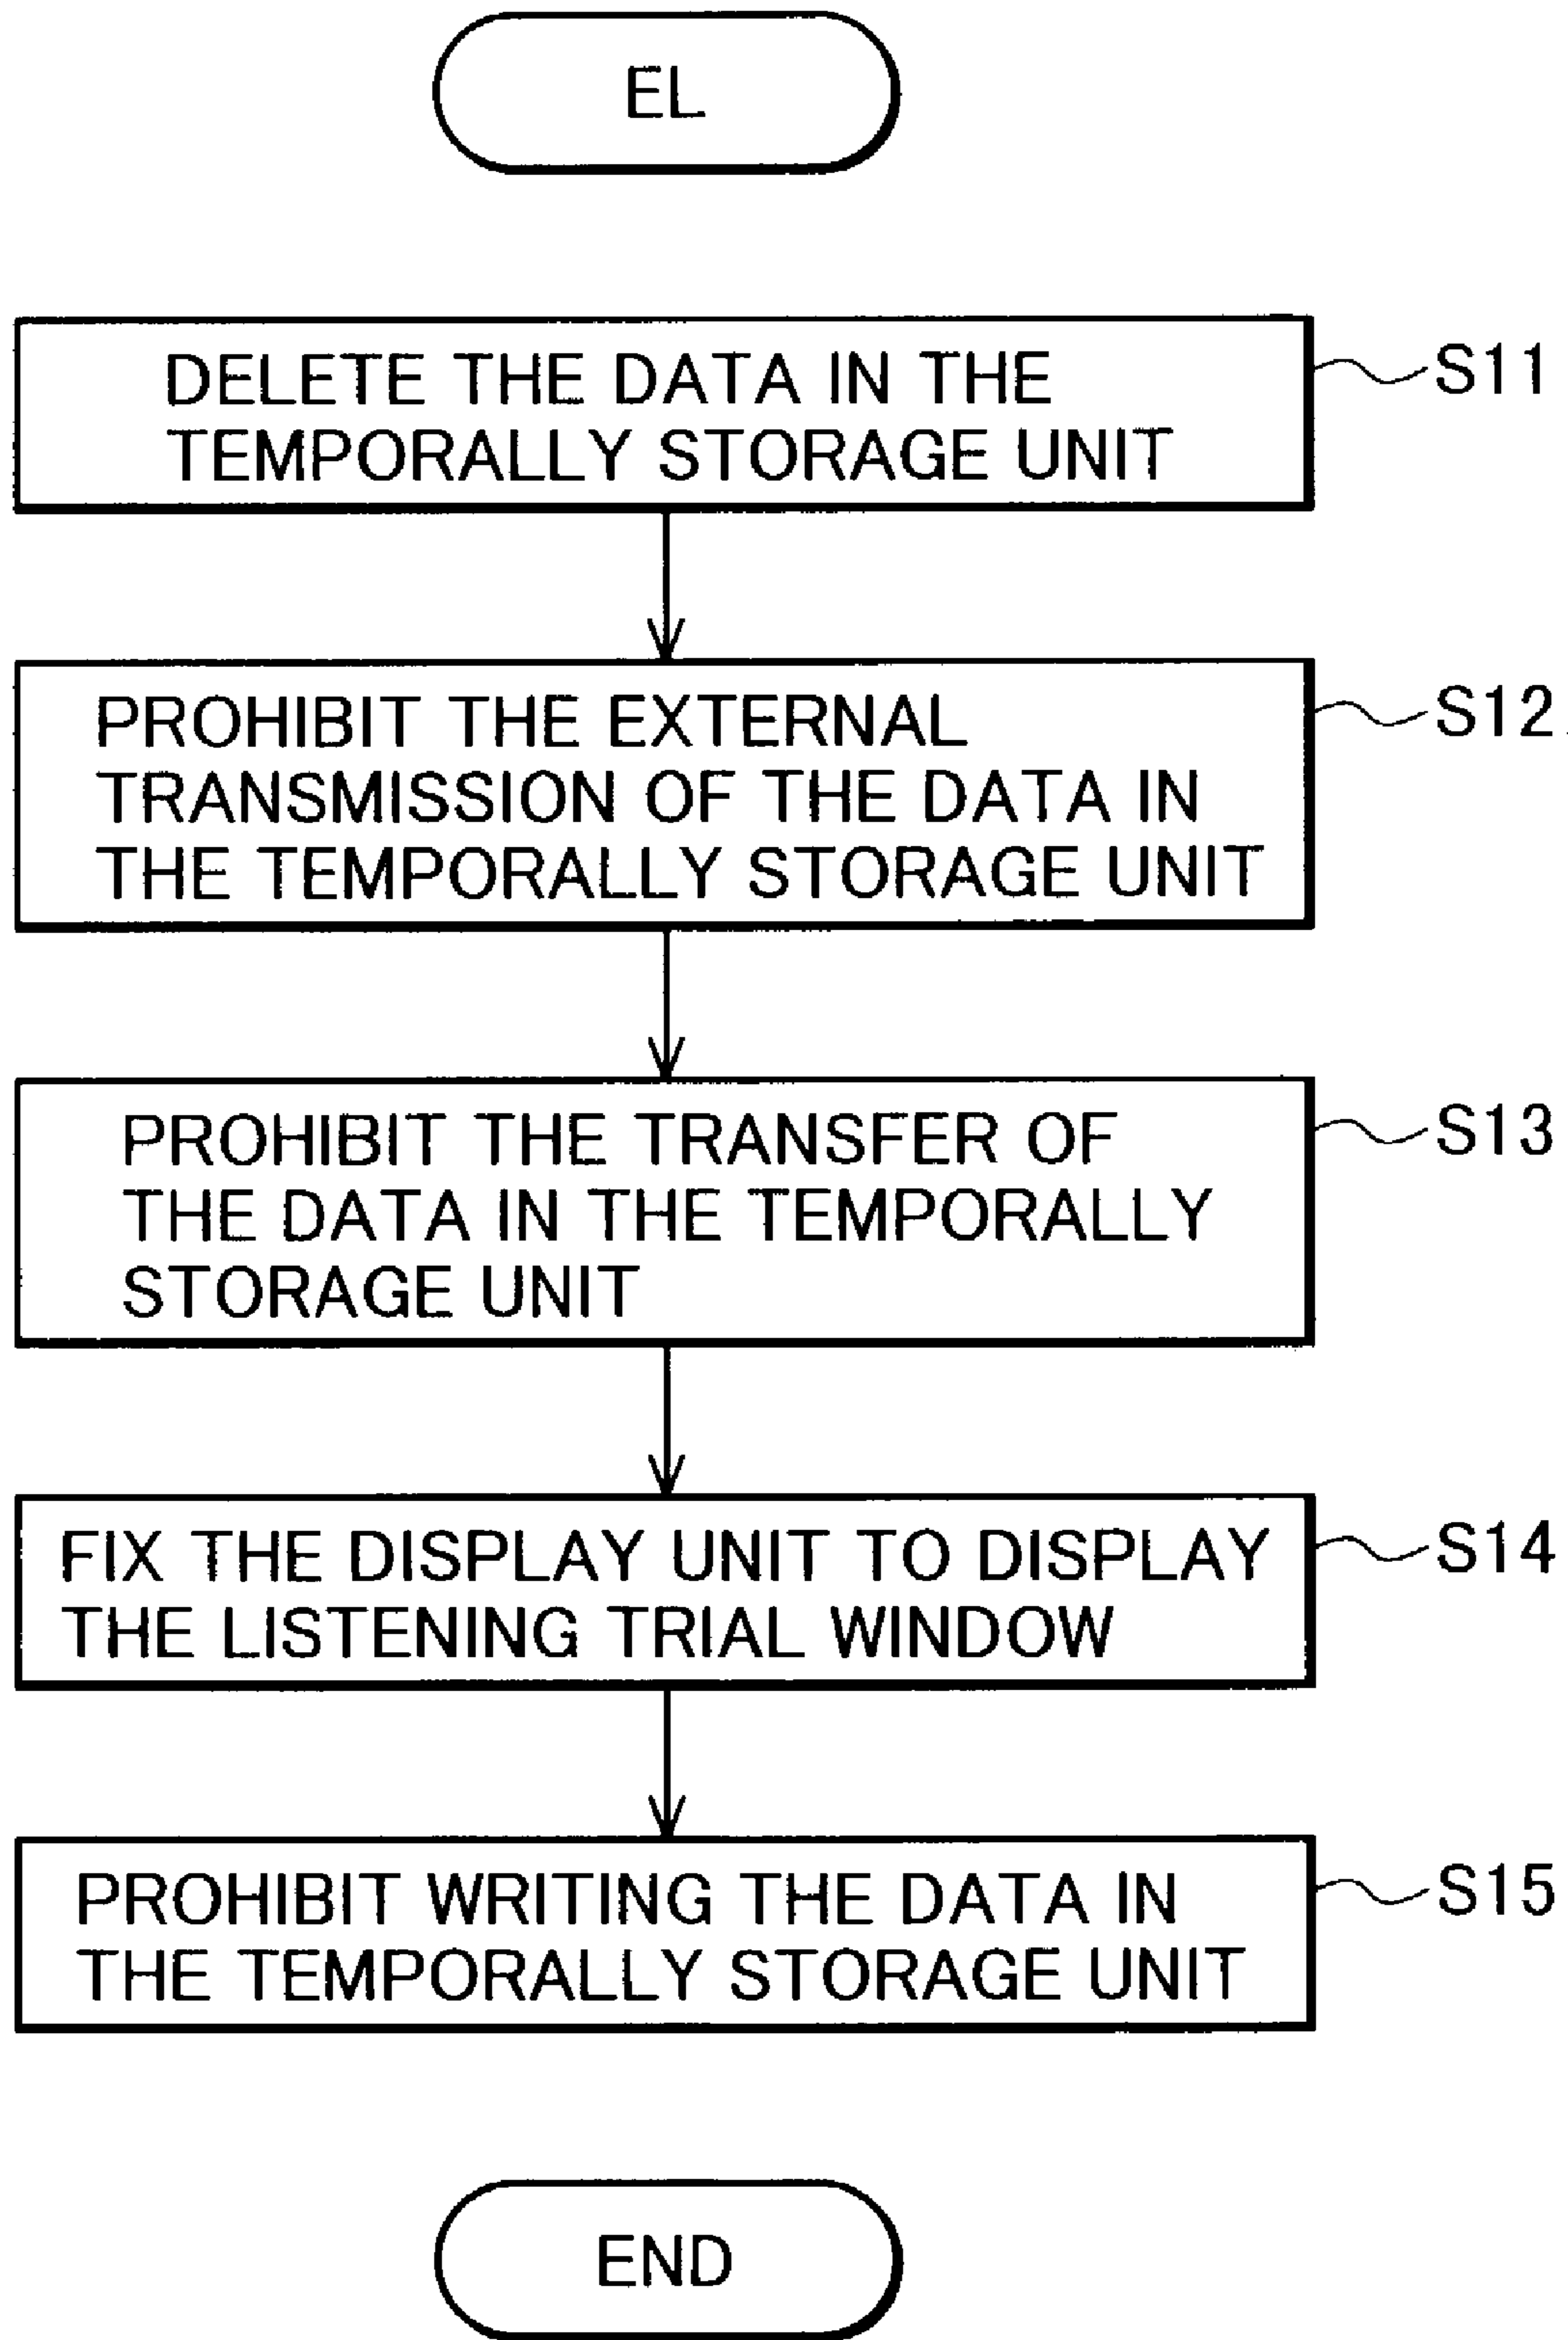 EL
DELETE THE DATA IN THE
TEMPORALLY STORAGE UNIT
S11
PROHIBIT THE EXTERNAL
TRANSMISSION OF THE DATA IN
THE TEMPORALLY STORAGE UNIT
S12
PROHIBIT THE TRANSFER OF
THE DATA IN THE TEMPORALLY
STORAGE UNIT
S13
FIX THE DISPLAY UNIT TO DISPLAY
THE LISTENING TRIAL WINDOW
S14
PROHIBIT WRITING THE DATA IN
THE TEMPORALLY STORAGE UNIT
S15
END